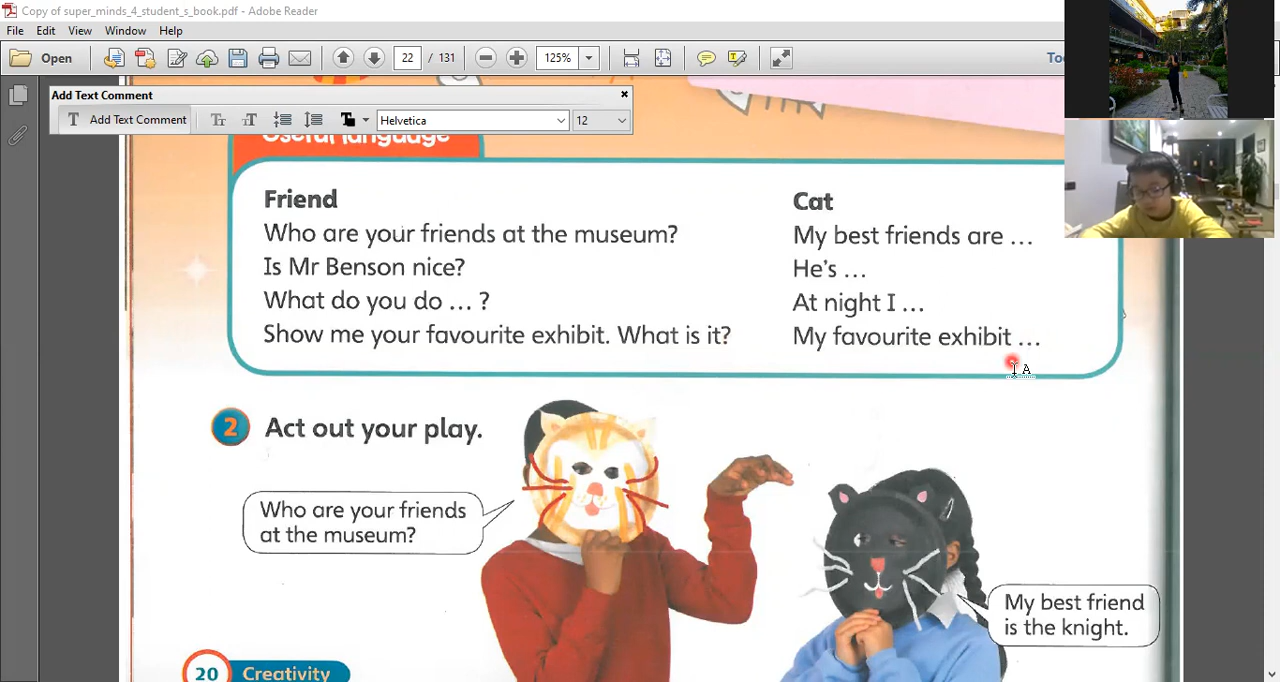 Copy of super_minds_4_student_s_book.pdf - Adobe Reader
File Edit View Window Help
Open 22 / 131 125%
Add Text Comment
Add Text Comment Helvetica 12
Useful language
Friend
Who are your friends at the museum?
Is Mr Benson nice?
What do you do ... ?
Show me your favourite exhibit. What is it?
Cat
My best friends are ...
He's ...
At night I ...
My favourite exhibit ...
2 Act out your play.
Who are your friends
at the museum?
My best friend
is the knight.
20 Creativity